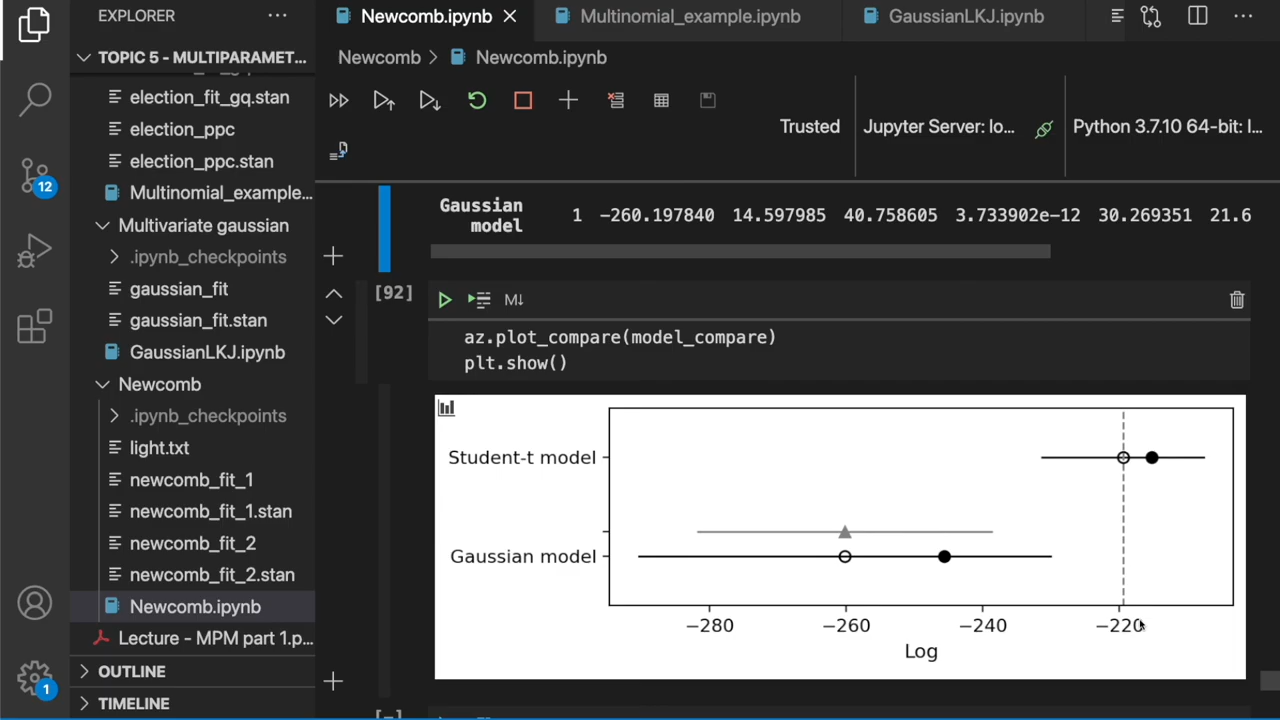 EXPLORER
Newcomb.ipynb
Multinomial_example.ipynb
GaussianLKJ.ipynb
TOPIC 5 - MULTIPARAMET...
Newcomb > Newcomb.ipynb
election_fit_gq.stan
election_ppc
election_ppc.stan
Multinomial_example...
Multivariate gaussian
.ipynb_checkpoints
gaussian_fit
gaussian_fit.stan
GaussianLKJ.ipynb
Newcomb
.ipynb_checkpoints
light.txt
newcomb_fit_1
newcomb_fit_1.stan
newcomb_fit_2
newcomb_fit_2.stan
Newcomb.ipynb
Lecture - MPM part 1.p...
OUTLINE
TIMELINE
12
1
Trusted
Jupyter Server: lo...
Python 3.7.10 64-bit: I...
Gaussian
model
1 -260.197840 14.597985 40.758605 3.733902e-12 30.269351 21.6
[92]
M↓
az.plot_compare(model_compare)
plt.show()
Student-t model
Gaussian model
−280 −260 −240 −220
Log